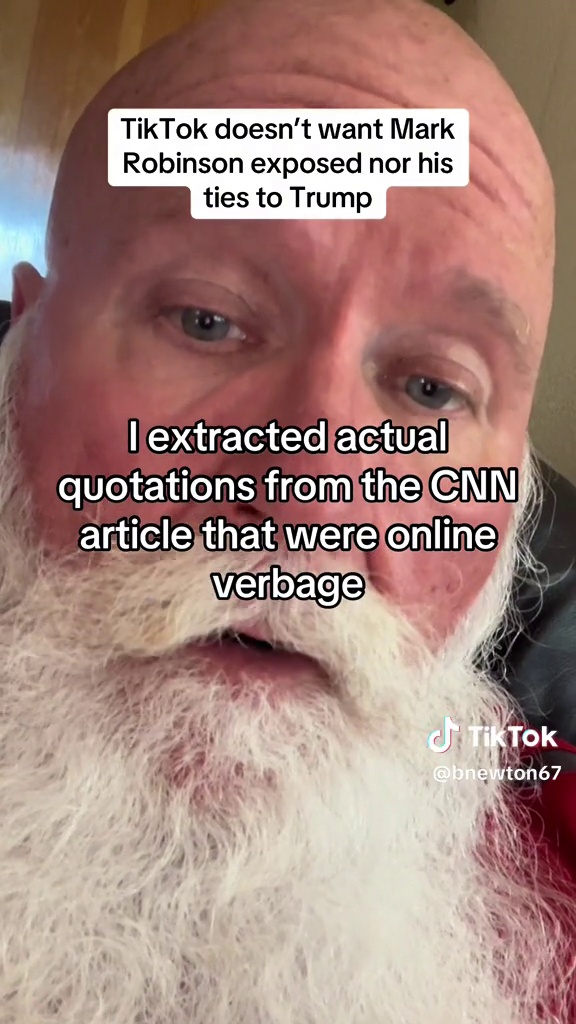 TikTok doesn’t want Mark
Robinson exposed nor his
ties to Trump
I extracted actual
quotations from the CNN
article that were online
verbage
TikTok
@bnewton67